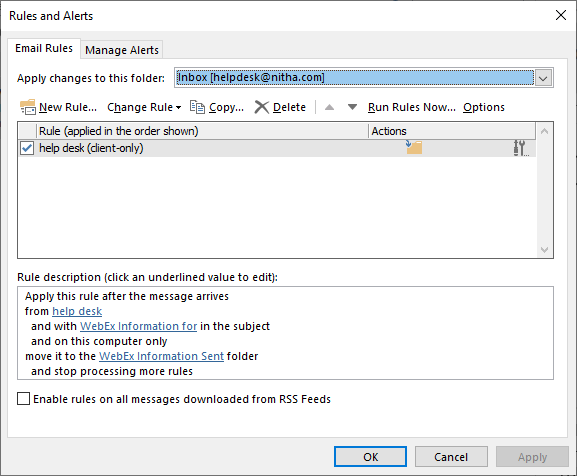 Rules and Alerts
Email Rules Manage Alerts
Apply changes to this folder: Inbox [helpdesk@nitha.com]
New Rule... Change Rule Copy... Delete Run Rules Now... Options
Rule (applied in the order shown) Actions
help desk (client-only)
Rule description (click an underlined value to edit):
Apply this rule after the message arrives
from help desk
and with WebEx Information for in the subject
and on this computer only
move it to the WebEx Information Sent folder
and stop processing more rules
Enable rules on all messages downloaded from RSS Feeds
OK Cancel Apply